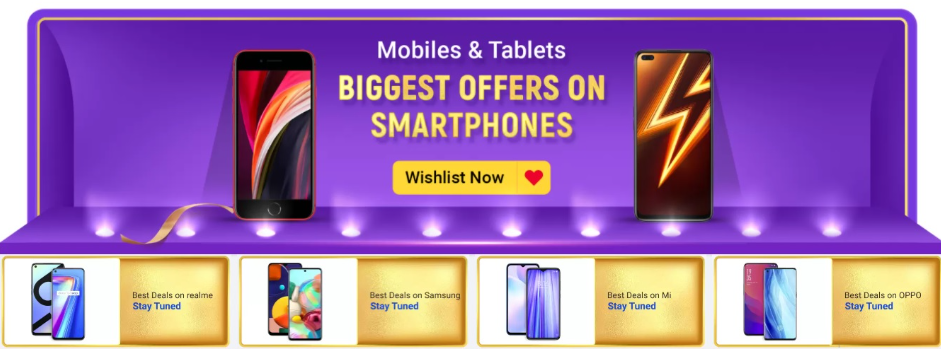 Mobiles & Tablets
BIGGEST OFFERS ON
SMARTPHONES
Wishlist Now
Best Deals on realme
Stay Tuned
Best Deals on Samsung
Stay Tuned
Best Deals on Mi
Stay Tuned
Best Deals on OPPO
Stay Tuned